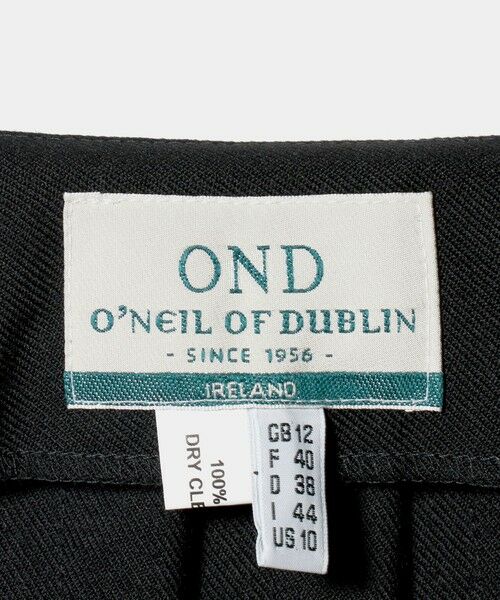 OND
O'NEIL OF DUBLIN
- SINCE 1956 -
IRELAND
100%
DRY CLE
GB 12
F 40
D 38
I 44
US 10